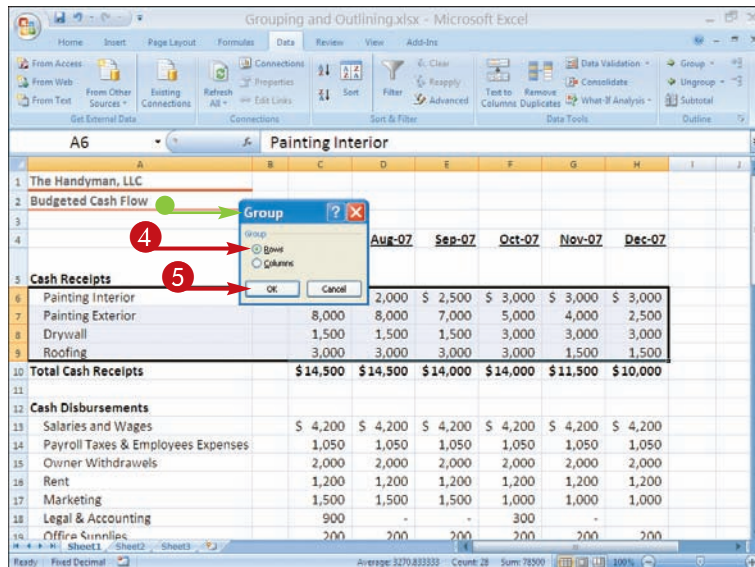 Grouping and Outlining.xlsx - Microsoft Excel
Home Insert Page Layout Formulas Data Review View Add-Ins
From Access
From Web
From Text
From Other Sources
Existing Connections
Get External Data
Refresh All
Connections
Properties
Edit Links
Connections
Sort
Filter
Clear
Reapply
Advanced
Sort & Filter
Text to Columns
Remove Duplicates
Data Validation
Consolidate
What-If Analysis
Data Tools
Group
Ungroup
Subtotal
Outline
A6 Painting Interior
A B C D E F G H I J
1 The Handyman, LLC
2 Budgeted Cash Flow
3
4 Aug-07 Sep-07 Oct-07 Nov-07 Dec-07
5 Cash Receipts
6 Painting Interior 2,000 $ 2,500 $ 3,000 $ 3,000 $ 3,000
7 Painting Exterior 8,000 8,000 7,000 5,000 4,000 2,500
8 Drywall 1,500 1,500 1,500 3,000 3,000 3,000
9 Roofing 3,000 3,000 3,000 3,000 1,500 1,500
10 Total Cash Receipts $14,500 $14,500 $14,000 $14,000 $11,500 $10,000
11
12 Cash Disbursements
13 Salaries and Wages $ 4,200 $ 4,200 $ 4,200 $ 4,200 $ 4,200 $ 4,200
14 Payroll Taxes & Employees Expenses 1,050 1,050 1,050 1,050 1,050 1,050
15 Owner Withdrawels 2,000 2,000 2,000 2,000 2,000 2,000
16 Rent 1,200 1,200 1,200 1,200 1,200 1,200
17 Marketing 1,500 1,500 1,500 1,000 1,000 1,000
18 Legal & Accounting 900 - - 300 - -
19 Office Supplies 200 200 200 200 200 200
Group
Group
4
Rows
Columns
5
OK Cancel
Sheet1 Sheet2 Sheet3
Ready Fixed Decimal Average: 3270.833333 Count: 28 Sum: 78500 100%